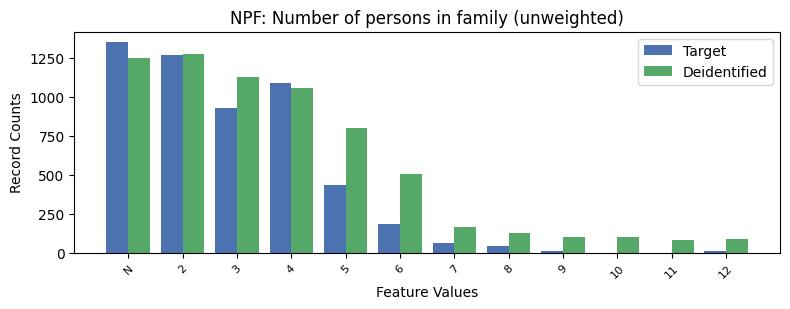 NPF: Number of persons in family (unweighted)
Target
Deidentified
1250
1000
750
500
250
0
Record Counts
N 2 3 4 5 6 7 8 9 10 11 12
Feature Values